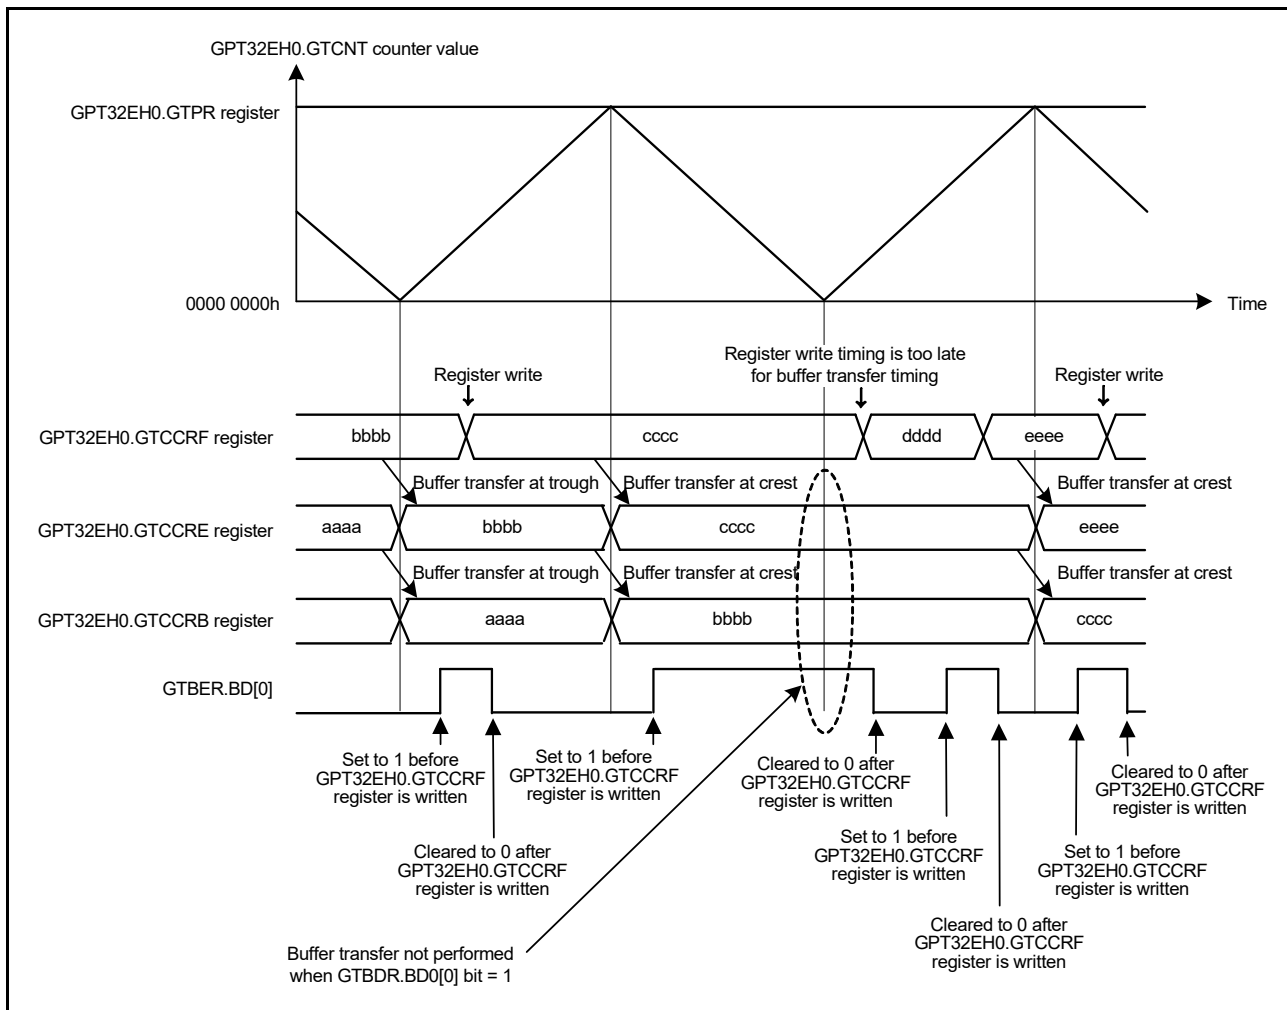 GPT32EH0.GTCNT counter value
GPT32EH0.GTPR register
0000 0000h
Time
Register write
Register write timing is too late
for buffer transfer timing
Register write
GPT32EH0.GTCCRF register
bbbb
cccc
dddd
eeee
Buffer transfer at trough
Buffer transfer at crest
Buffer transfer at crest
GPT32EH0.GTCCRE register
aaaa
bbbb
cccc
eeee
Buffer transfer at trough
Buffer transfer at crest
Buffer transfer at crest
GPT32EH0.GTCCRB register
aaaa
bbbb
cccc
GTBER.BD[0]
Set to 1 before
GPT32EH0.GTCCRF
register is written
Set to 1 before
GPT32EH0.GTCCRF
register is written
Cleared to 0 after
GPT32EH0.GTCCRF
register is written
Cleared to 0 after
GPT32EH0.GTCCRF
register is written
Cleared to 0 after
GPT32EH0.GTCCRF
register is written
Set to 1 before
GPT32EH0.GTCCRF
register is written
Set to 1 before
GPT32EH0.GTCCRF
register is written
Cleared to 0 after
GPT32EH0.GTCCRF
register is written
Buffer transfer not performed
when GTBDR.BD0[0] bit = 1